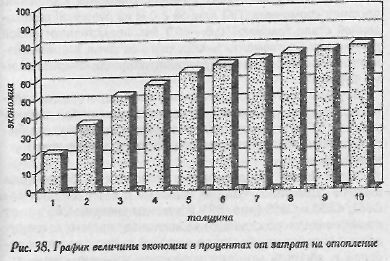 100
90
80
70
60
50
40
30
20
10
0
экономия
1 2 3 4 5 6 7 8 9 10
толщина
Рис. 38. График величины экономии в процентах от затрат на отопление